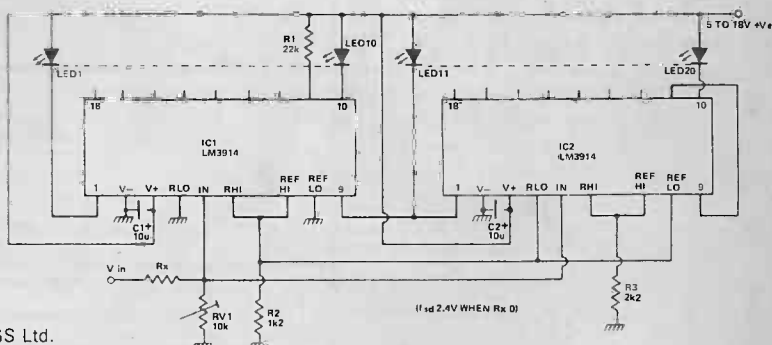 5 TO 18V +Ve
R1
22k
LED10
LED1
LED11
LED20
18
10
18
10
IC1
LM3914
IC2
LM3914
1
V−
V+
RLO
IN
RHI
REF
HI
REF
LO
9
1
V−
V+
RLO
IN
RHI
REF
HI
REF
LO
9
C1+
10u
C2+
10u
V in
Rx
RV1
10k
R2
1k2
R3
2k2
(fsd 2.4V WHEN Rx 0)
SS Ltd.